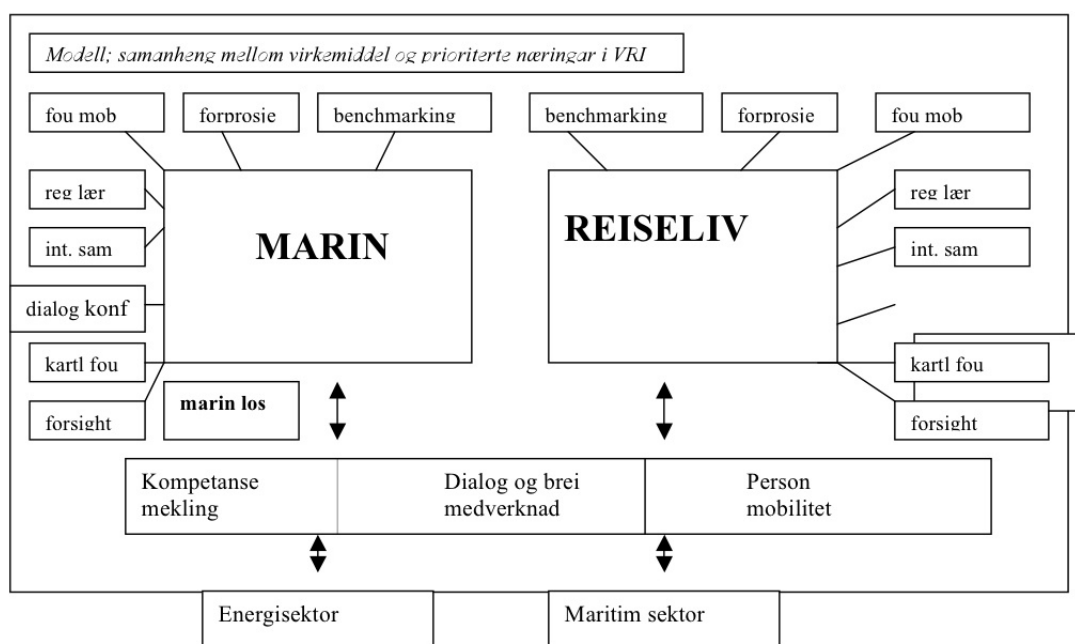 Modell; samanheng mellom virkemiddel og prioriterte næringar i VRI
fou mob
forprosje
benchmarking
benchmarking
forprosje
fou mob
reg lær
int. sam
dialog konf
kartl fou
forsight
MARIN
REISELIV
reg lær
int. sam
kartl fou
forsight
marin los
Kompetanse
mekling
Dialog og brei
medverknad
Person
mobilitet
Energisektor
Maritim sektor